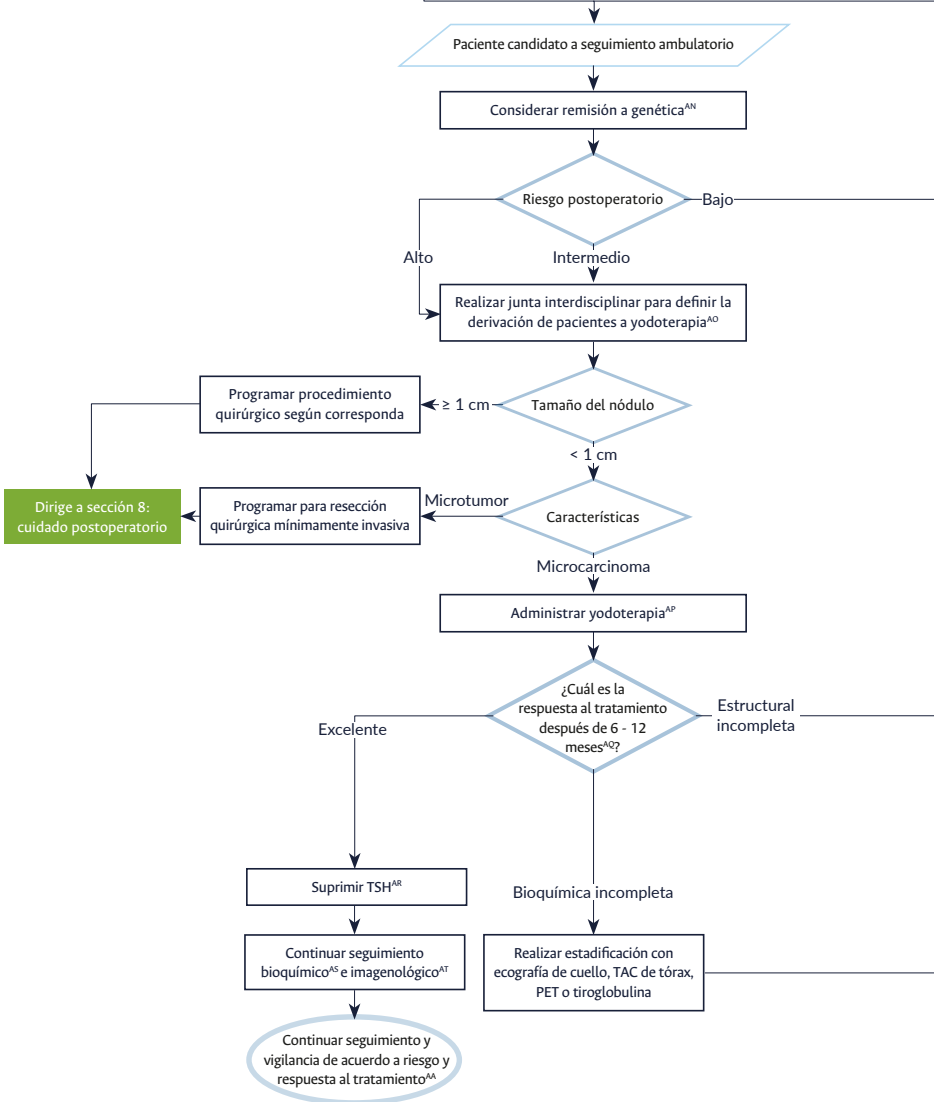 Paciente candidato a seguimiento ambulatorio
Considerar remisión a genéticaᴬᴺ
Riesgo postoperatorio
Bajo
Alto
Intermedio
Realizar junta interdisciplinar para definir la
derivación de pacientes a yodoterapiaᴬᴼ
Programar procedimiento
quirúrgico según corresponda
≥ 1 cm
Tamaño del nódulo
< 1 cm
Dirige a sección 8:
cuidado postoperatorio
Programar para resección
quirúrgica mínimamente invasiva
Microtumor
Características
Microcarcinoma
Administrar yodoterapiaᴬᴾ
¿Cuál es la
respuesta al tratamiento
después de 6 - 12
mesesᴬQ?
Estructural
incompleta
Excelente
Bioquímica incompleta
Suprimir TSHᴬᴿ
Continuar seguimiento
bioquímicoᴬS e imagenológicoᴬᵀ
Realizar estadificación con
ecografía de cuello, TAC de tórax,
PET o tiroglobulina
Continuar seguimiento y
vigilancia de acuerdo a riesgo y
respuesta al tratamientoᴬᴬ